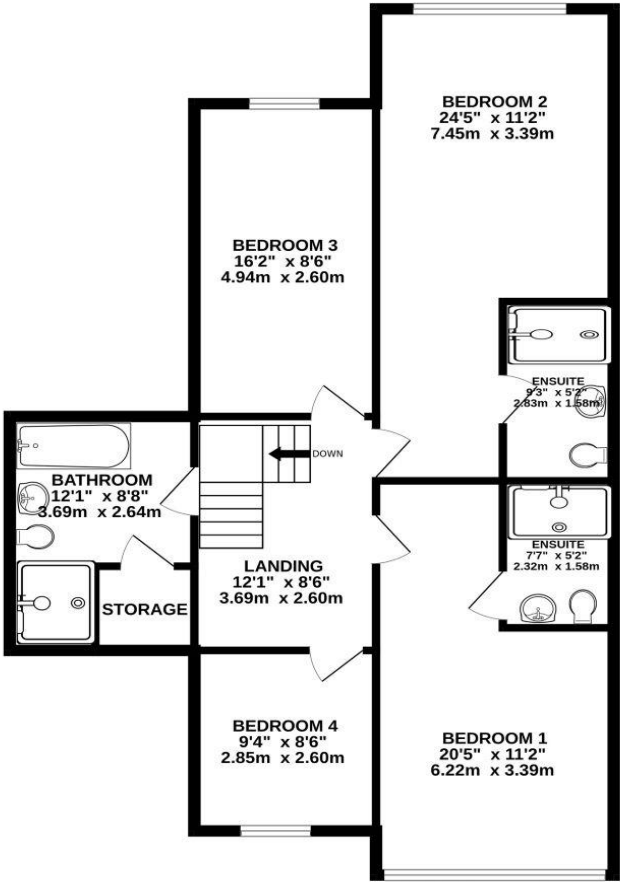 BEDROOM 2
24'5" x 11'2"
7.45m x 3.39m
BEDROOM 3
16'2" x 8'6"
4.94m x 2.60m
ENSUITE
9'3" x 5'2"
2.83m x 1.58m
DOWN
BATHROOM
12'1" x 8'8"
3.69m x 2.64m
ENSUITE
7'7" x 5'2"
2.32m x 1.58m
LANDING
12'1" x 8'6"
3.69m x 2.60m
STORAGE
BEDROOM 4
9'4" x 8'6"
2.85m x 2.60m
BEDROOM 1
20'5" x 11'2"
6.22m x 3.39m